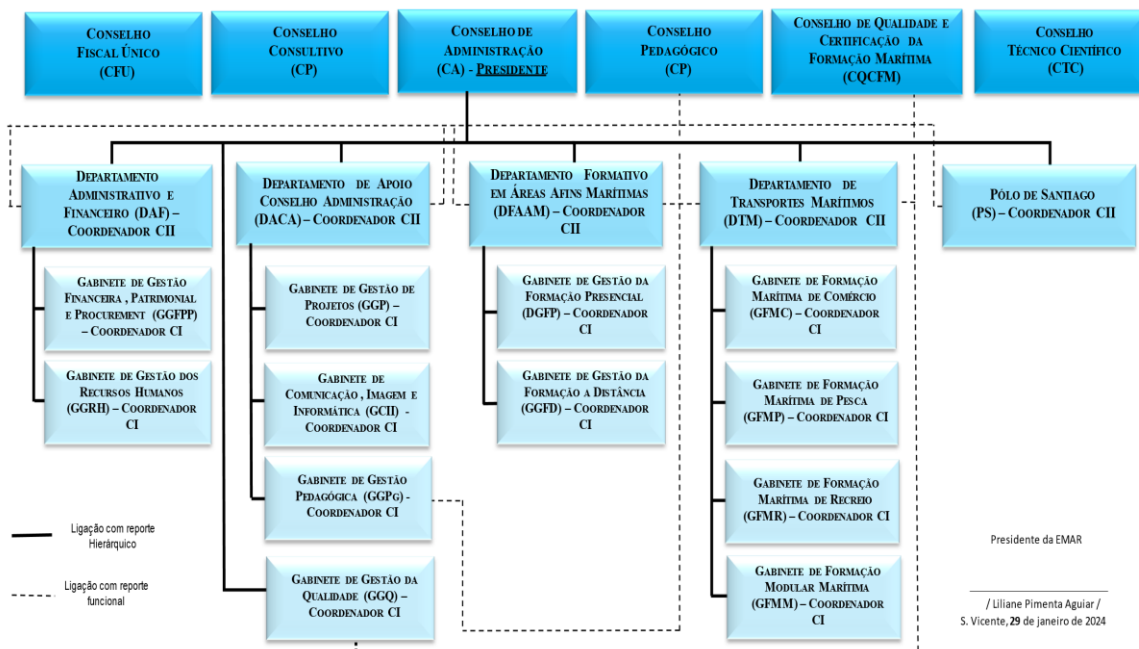 CONSELHO
FISCAL ÚNICO
(CFU)
CONSELHO
CONSULTIVO
(CP)
CONSELHO DE
ADMINISTRAÇÃO
(CA) - PRESIDENTE
CONSELHO
PEDAGÓGICO
(CP)
CONSELHO DE QUALIDADE E
CERTIFICAÇÃO DA
FORMAÇÃO MARÍTIMA
(CQCFM)
CONSELHO
TÉCNICO CIENTÍFICO
(CTC)
DEPARTAMENTO
ADMINISTRATIVO E
FINANCEIRO (DAF) –
COORDENADOR CII
DEPARTAMENTO DE APOIO
CONSELHO ADMINISTRAÇÃO
(DACA) – COORDENADOR CII
DEPARTAMENTO FORMATIVO
EM ÁREAS AFINS MARÍTIMAS
(DFAAM) – COORDENADOR
CII
DEPARTAMENTO DE
TRANSPORTES MARÍTIMOS
(DTM) – COORDENADOR CII
PÓLO DE SANTIAGO
(PS) – COORDENADOR CII
GABINETE DE GESTÃO
FINANCEIRA , PATRIMONIAL
E PROCUREMENT (GGFPP)
– COORDENADOR CI
GABINETE DE GESTÃO DOS
RECURSOS HUMANOS
(GGRH) – COORDENADOR
CI
GABINETE DE GESTÃO DE
PROJETOS (GGP) –
COORDENADOR CI
GABINETE DE
COMUNICAÇÃO , IMAGEM E
INFORMÁTICA (GCII) -
COORDENADOR CI
GABINETE DE GESTÃO
PEDAGÓGICA (GGPG) -
COORDENADOR CI
GABINETE DE GESTÃO DA
QUALIDADE (GGQ) –
COORDENADOR CI
GABINETE DE GESTÃO DA
FORMAÇÃO PRESENCIAL
(DGFP) – COORDENADOR
CI
GABINETE DE GESTÃO DA
FORMAÇÃO A DISTÂNCIA
(GGFD) – COORDENADOR
CI
GABINETE DE FORMAÇÃO
MARÍTIMA DE COMÉRCIO
(GFMC) – COORDENADOR
CI
GABINETE DE FORMAÇÃO
MARÍTIMA DE PESCA
(GFMP) – COORDENADOR
CI
GABINETE DE FORMAÇÃO
MARÍTIMA DE RECREIO
(GFMR) – COORDENADOR CI
GABINETE DE FORMAÇÃO
MODULAR MARÍTIMA
(GFMM) – COORDENADOR
CI
Ligação com reporte
Hierárquico
Ligação com reporte
funcional
Presidente da EMAR
/ Liliane Pimenta Aguiar /
S. Vicente, 29 de janeiro de 2024